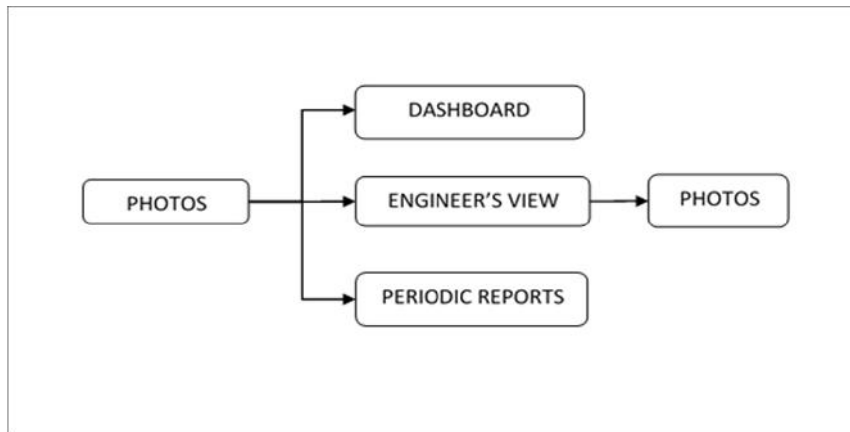 DASHBOARD
PHOTOS
ENGINEER'S VIEW
PHOTOS
PERIODIC REPORTS